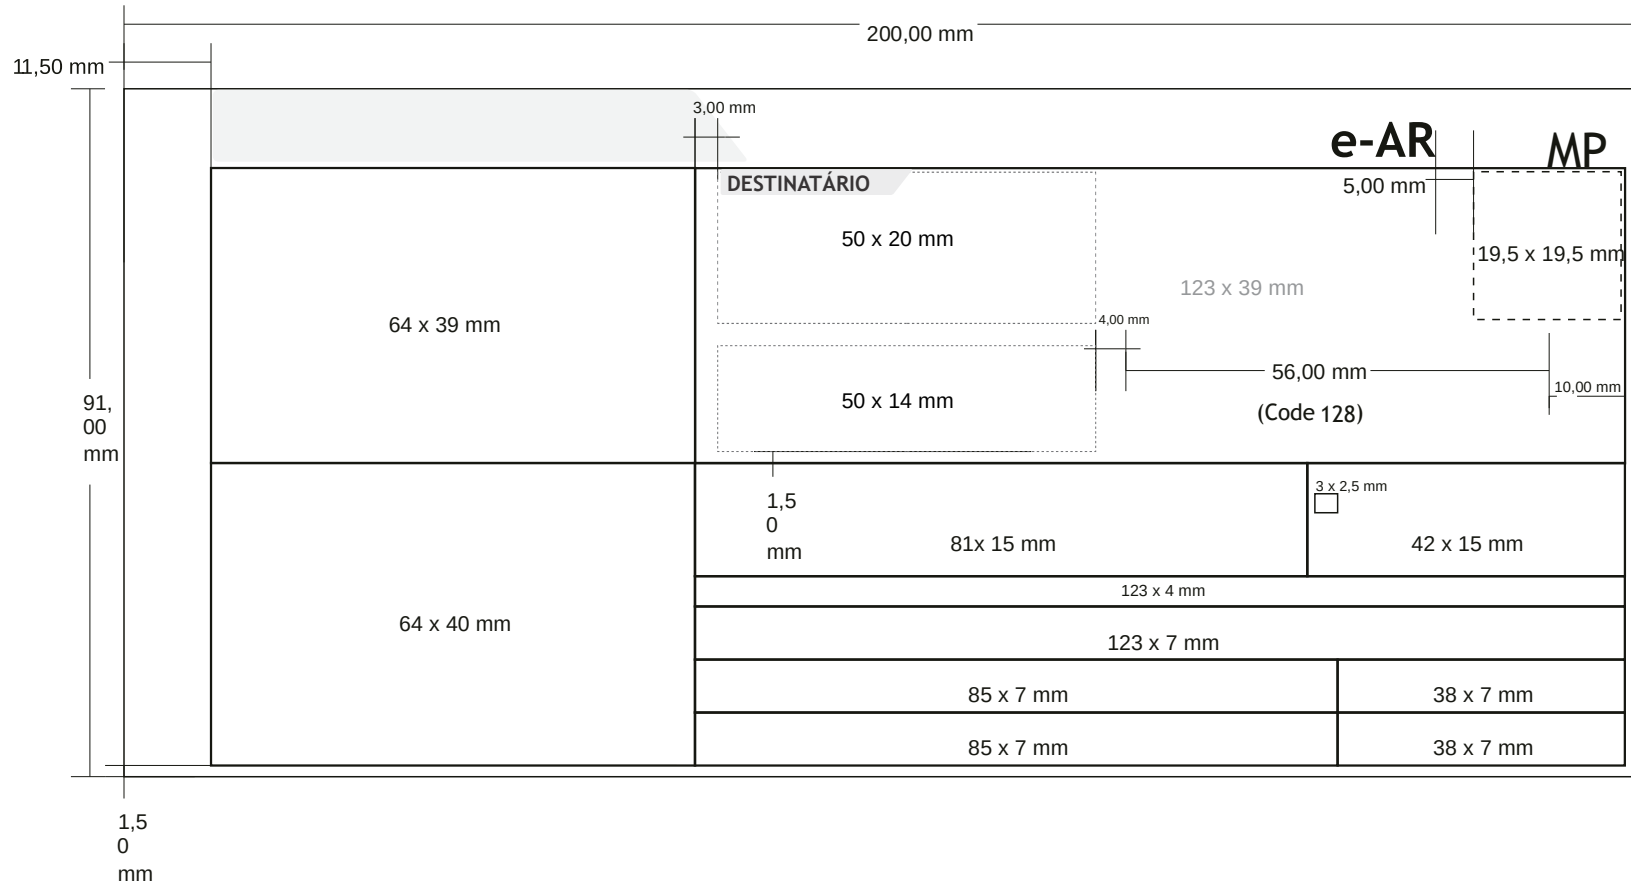 200,00 mm
11,50 mm
3,00 mm
e-AR
MP
DESTINATÁRIO
5,00 mm
50 x 20 mm
19,5 x 19,5 mm
123 x 39 mm
64 x 39 mm
4,00 mm
56,00 mm
10,00 mm
91,
00
mm
50 x 14 mm
(Code 128)
3 x 2,5 mm
1,5
0
mm
81x 15 mm
42 x 15 mm
123 x 4 mm
64 x 40 mm
123 x 7 mm
85 x 7 mm
38 x 7 mm
85 x 7 mm
38 x 7 mm
1,5
0
mm